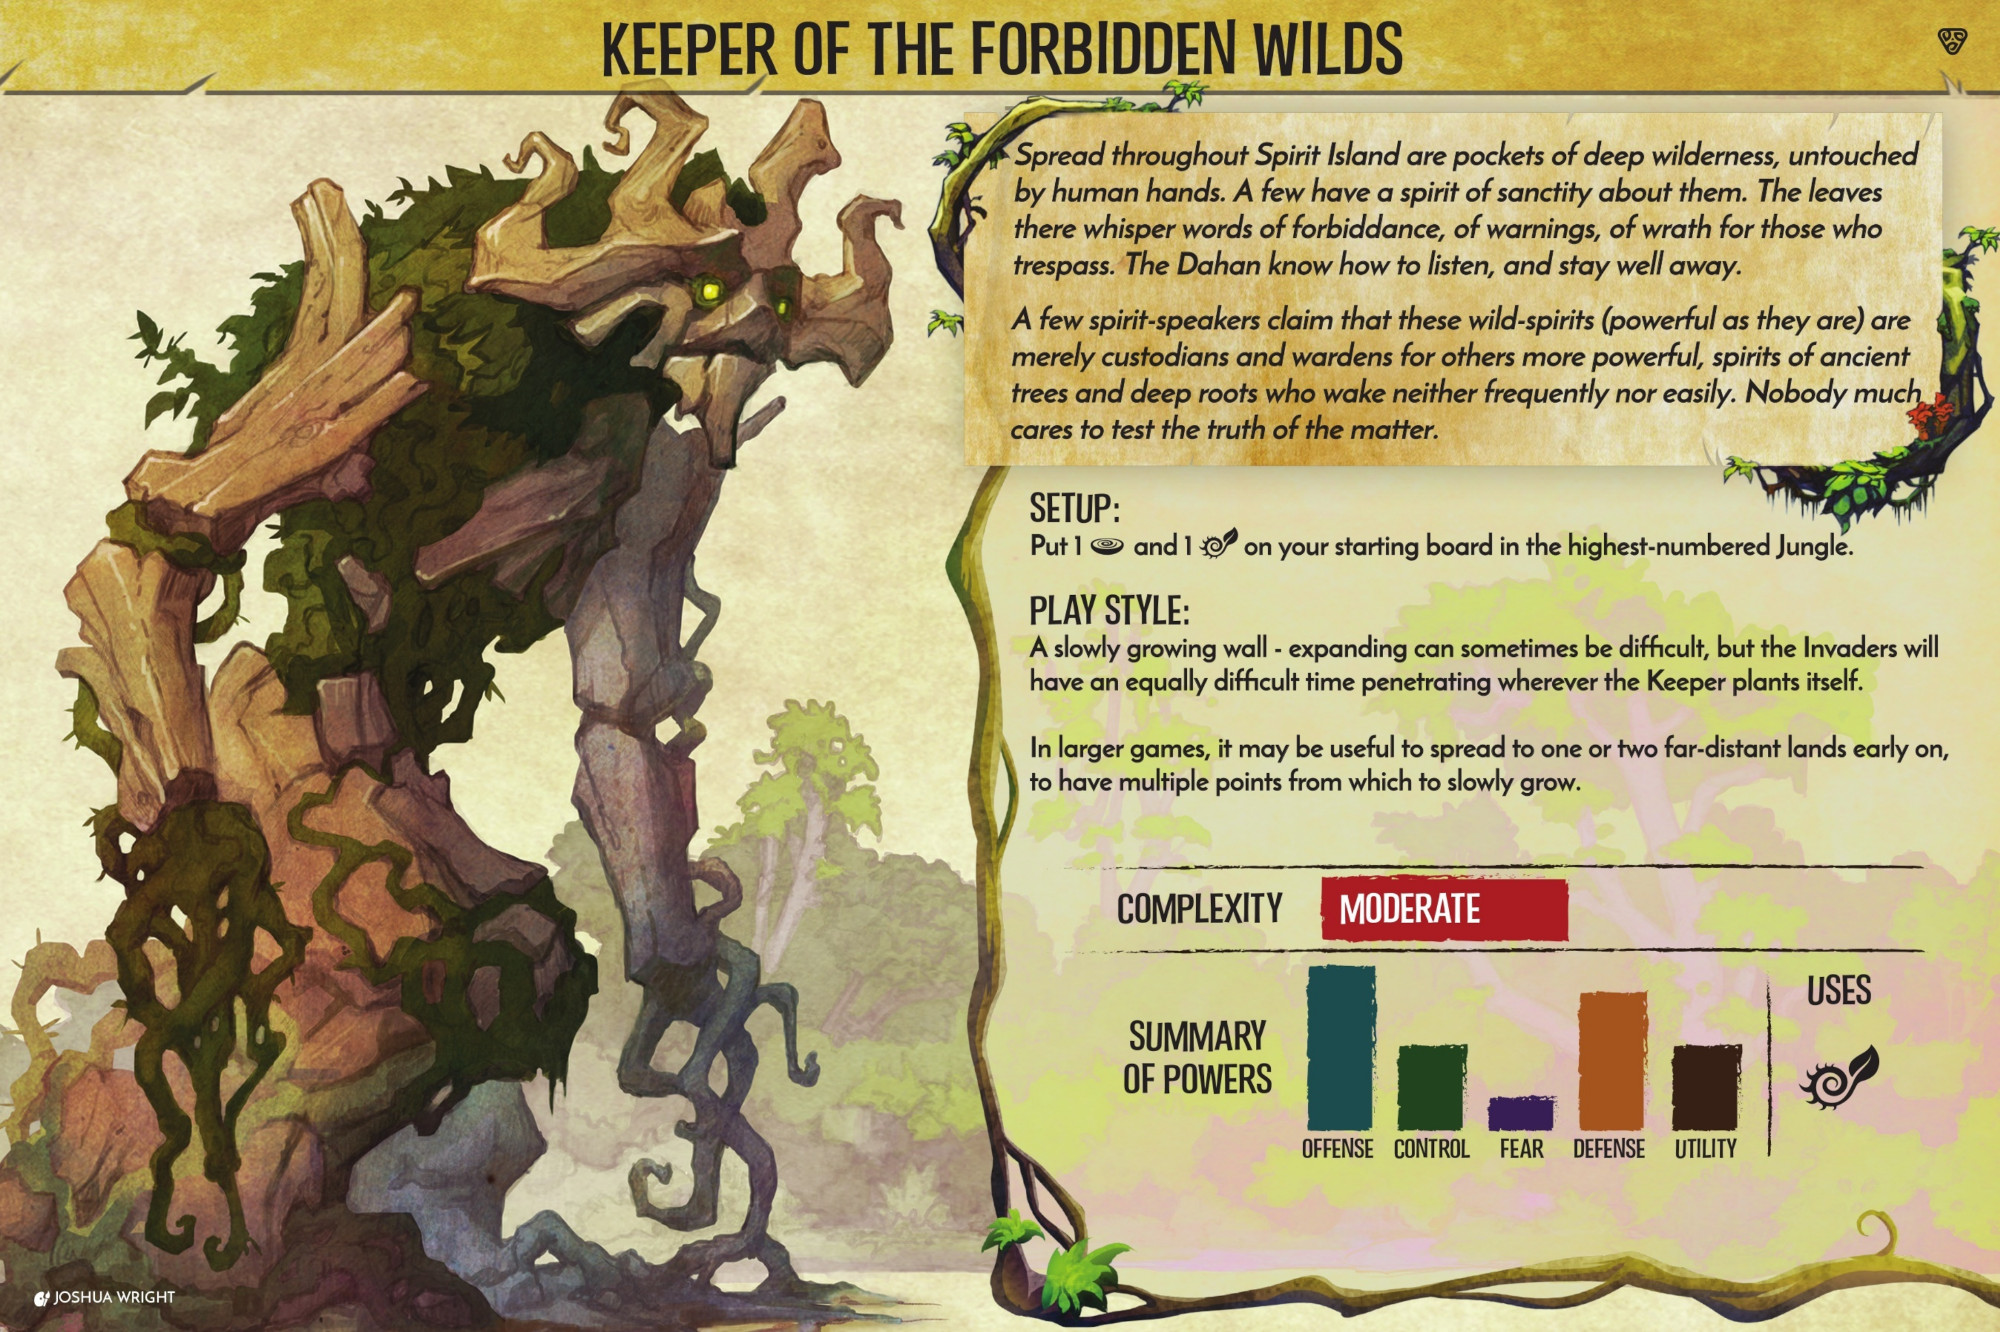 KEEPER OF THE FORBIDDEN WILDS
Spread throughout Spirit Island are pockets of deep wilderness, untouched
by human hands. A few have a spirit of sanctity about them. The leaves
there whisper words of forbiddance, of warnings, of wrath for those who
trespass. The Dahan know how to listen, and stay well away.
A few spirit-speakers claim that these wild-spirits (powerful as they are) are
merely custodians and wardens for others more powerful, spirits of ancient
trees and deep roots who wake neither frequently nor easily. Nobody much
cares to test the truth of the matter.
SETUP:
Put 1 and 1 on your starting board in the highest-numbered Jungle.
PLAY STYLE:
A slowly growing wall - expanding can sometimes be difficult, but the Invaders will
have an equally difficult time penetrating wherever the Keeper plants itself.
In larger games, it may be useful to spread to one or two far-distant lands early on,
to have multiple points from which to slowly grow.
COMPLEXITY MODERATE
SUMMARY
OF POWERS
OFFENSE CONTROL FEAR DEFENSE UTILITY
USES
JOSHUA WRIGHT